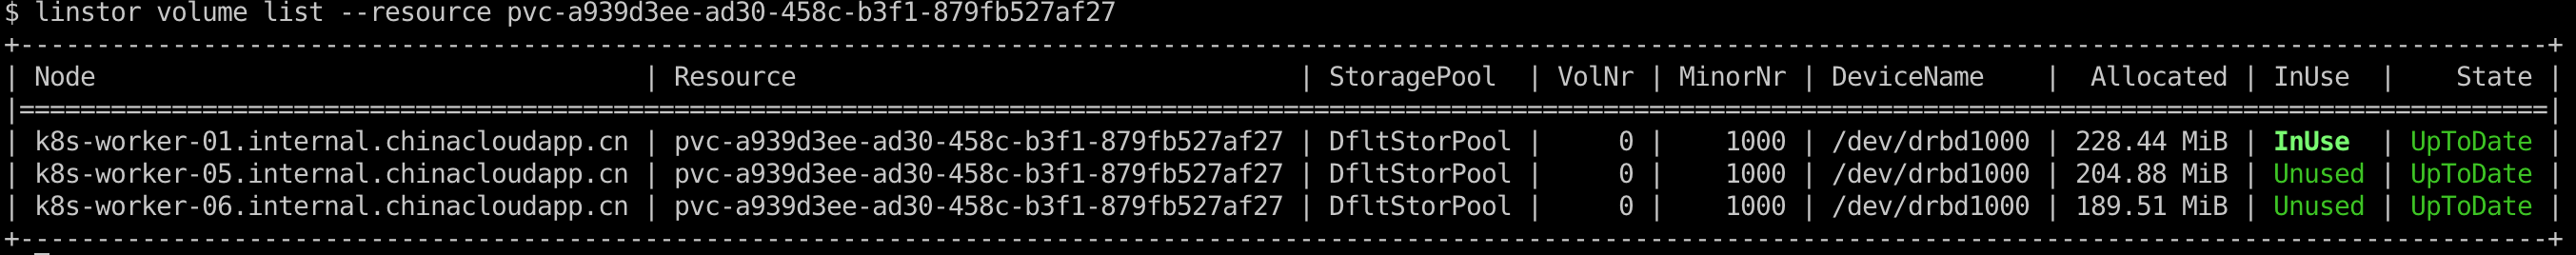 $ linstor volume list --resource pvc-a939d3ee-ad30-458c-b3f1-879fb527af27
+----------------------------------------------------------------------------------------------------------------------------------------------------------------------+
| Node                                   | Resource                                 | StoragePool  | VolNr | MinorNr | DeviceName    |  Allocated | InUse  |    State |
|======================================================================================================================================================================|
| k8s-worker-01.internal.chinacloudapp.cn | pvc-a939d3ee-ad30-458c-b3f1-879fb527af27 | DfltStorPool |     0 |    1000 | /dev/drbd1000 | 228.44 MiB | InUse  | UpToDate |
| k8s-worker-05.internal.chinacloudapp.cn | pvc-a939d3ee-ad30-458c-b3f1-879fb527af27 | DfltStorPool |     0 |    1000 | /dev/drbd1000 | 204.88 MiB | Unused | UpToDate |
| k8s-worker-06.internal.chinacloudapp.cn | pvc-a939d3ee-ad30-458c-b3f1-879fb527af27 | DfltStorPool |     0 |    1000 | /dev/drbd1000 | 189.51 MiB | Unused | UpToDate |
+----------------------------------------------------------------------------------------------------------------------------------------------------------------------+